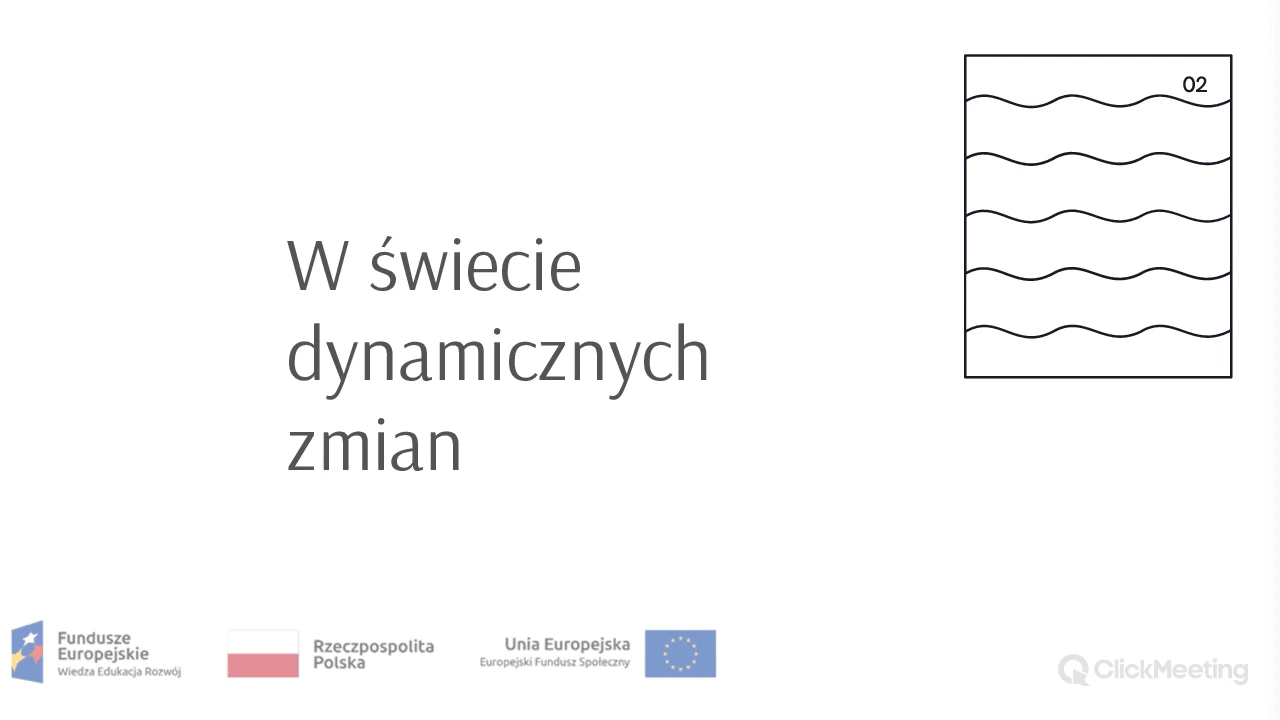 02
W świecie
dynamicznych
zmian
Fundusze
Europejskie
Wiedza Edukacja Rozwój
Rzeczpospolita
Polska
Unia Europejska
Europejski Fundusz Społeczny
ClickMeeting